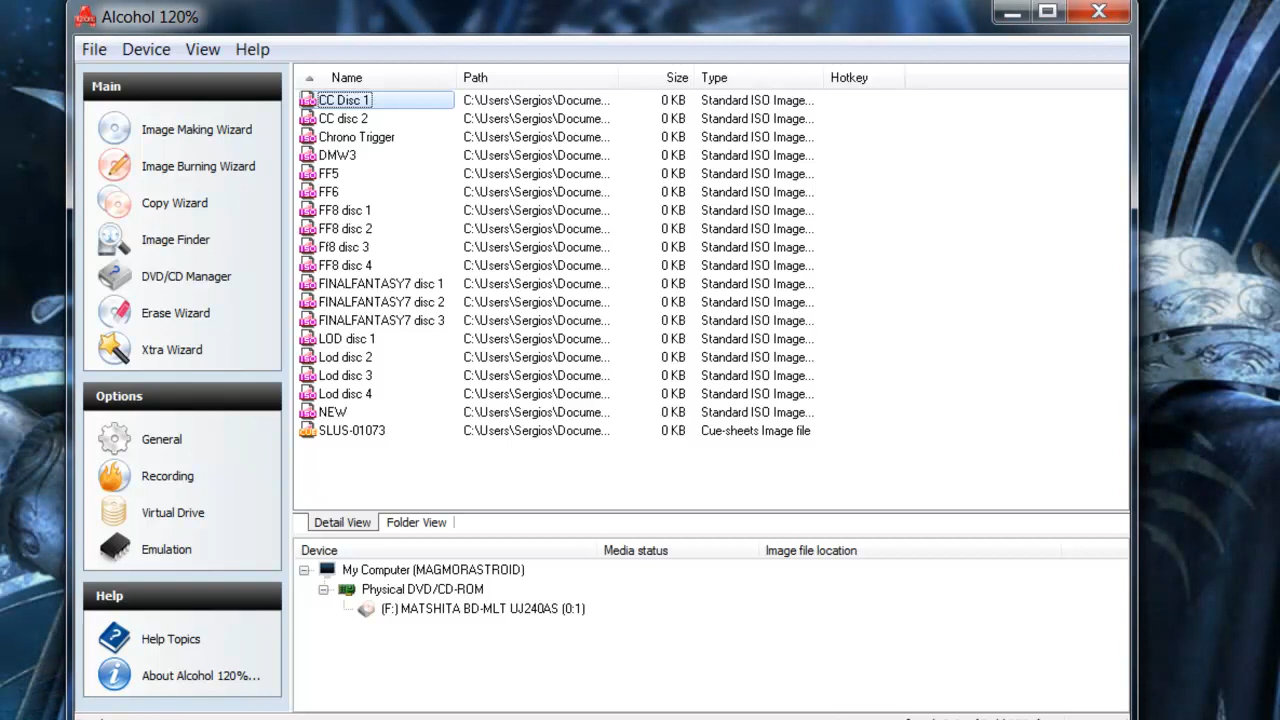 Alcohol 120%
File Device View Help
Main
Image Making Wizard
Image Burning Wizard
Copy Wizard
Image Finder
DVD/CD Manager
Erase Wizard
Xtra Wizard
Options
General
Recording
Virtual Drive
Emulation
Help
Help Topics
About Alcohol 120%...
Name Path Size Type Hotkey
CC Disc 1 C:\Users\Sergios\Docume... 0 KB Standard ISO Image...
CC disc 2 C:\Users\Sergios\Docume... 0 KB Standard ISO Image...
Chrono Trigger C:\Users\Sergios\Docume... 0 KB Standard ISO Image...
DMW3 C:\Users\Sergios\Docume... 0 KB Standard ISO Image...
FF5 C:\Users\Sergios\Docume... 0 KB Standard ISO Image...
FF6 C:\Users\Sergios\Docume... 0 KB Standard ISO Image...
FF8 disc 1 C:\Users\Sergios\Docume... 0 KB Standard ISO Image...
FF8 disc 2 C:\Users\Sergios\Docume... 0 KB Standard ISO Image...
Ff8 disc 3 C:\Users\Sergios\Docume... 0 KB Standard ISO Image...
FF8 disc 4 C:\Users\Sergios\Docume... 0 KB Standard ISO Image...
FINALFANTASY7 disc 1 C:\Users\Sergios\Docume... 0 KB Standard ISO Image...
FINALFANTASY7 disc 2 C:\Users\Sergios\Docume... 0 KB Standard ISO Image...
FINALFANTASY7 disc 3 C:\Users\Sergios\Docume... 0 KB Standard ISO Image...
LOD disc 1 C:\Users\Sergios\Docume... 0 KB Standard ISO Image...
Lod disc 2 C:\Users\Sergios\Docume... 0 KB Standard ISO Image...
Lod disc 3 C:\Users\Sergios\Docume... 0 KB Standard ISO Image...
Lod disc 4 C:\Users\Sergios\Docume... 0 KB Standard ISO Image...
NEW C:\Users\Sergios\Docume... 0 KB Standard ISO Image...
SLUS-01073 C:\Users\Sergios\Docume... 0 KB Cue-sheets Image file
Detail View Folder View
Device Media status Image file location
My Computer (MAGMORASTROID)
Physical DVD/CD-ROM
(F:) MATSHITA BD-MLT UJ240AS (0:1)